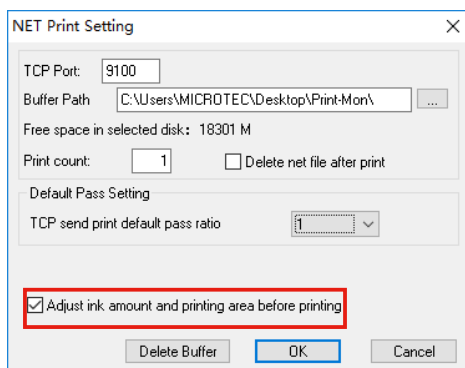 NET Print Setting
TCP Port: 9100
Buffer Path C:\Users\MICROTEC\Desktop\Print-Mon\ ...
Free space in selected disk: 18301 M
Print count: 1 Delete net file after print
Default Pass Setting
TCP send print default pass ratio 1
Adjust ink amount and printing area before printing
Delete Buffer OK Cancel